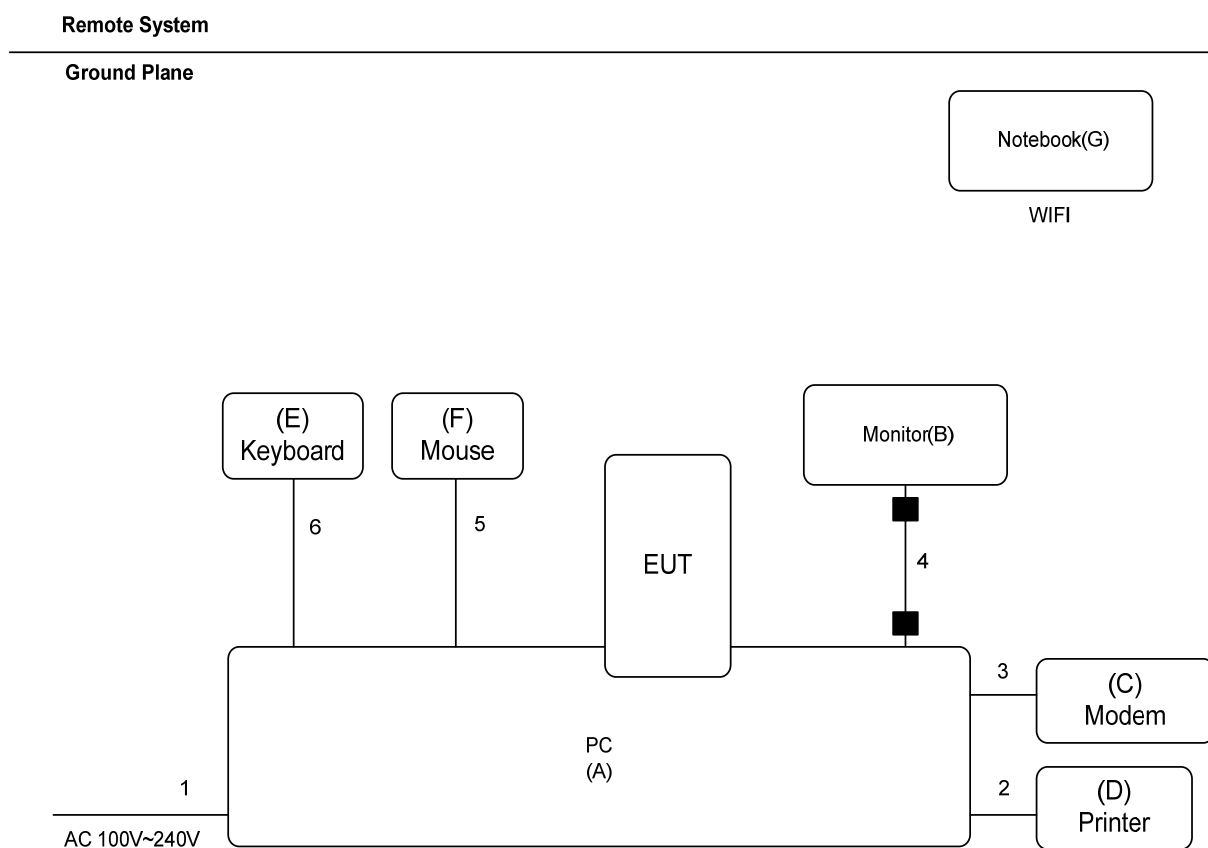 Remote System
Ground Plane
Notebook(G)
WIFI
(E)
Keyboard
(F)
Mouse
Monitor(B)
6
5
EUT
4
3
(C)
Modem
PC
(A)
1
2
(D)
Printer
AC 100V~240V